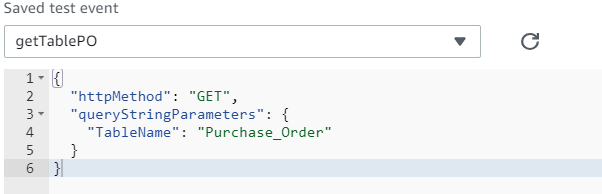 Saved test event
getTablePO
1 {
2 "httpMethod": "GET",
3 "queryStringParameters": {
4 "TableName": "Purchase_Order"
5 }
6 }